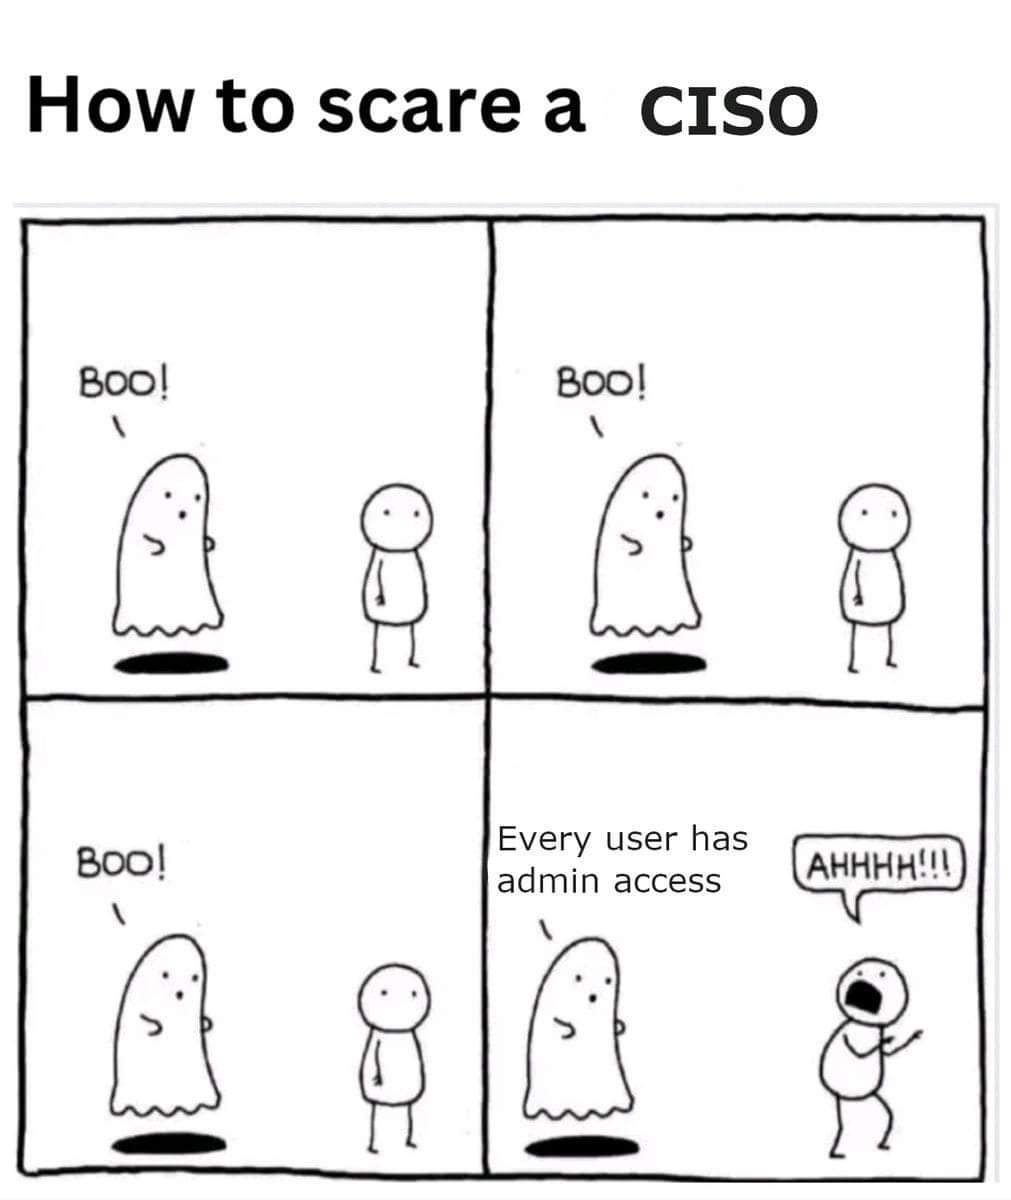 How to scare a CISO
BOO!
BOO!
BOO!
Every user has
admin access
AHHHH!!!